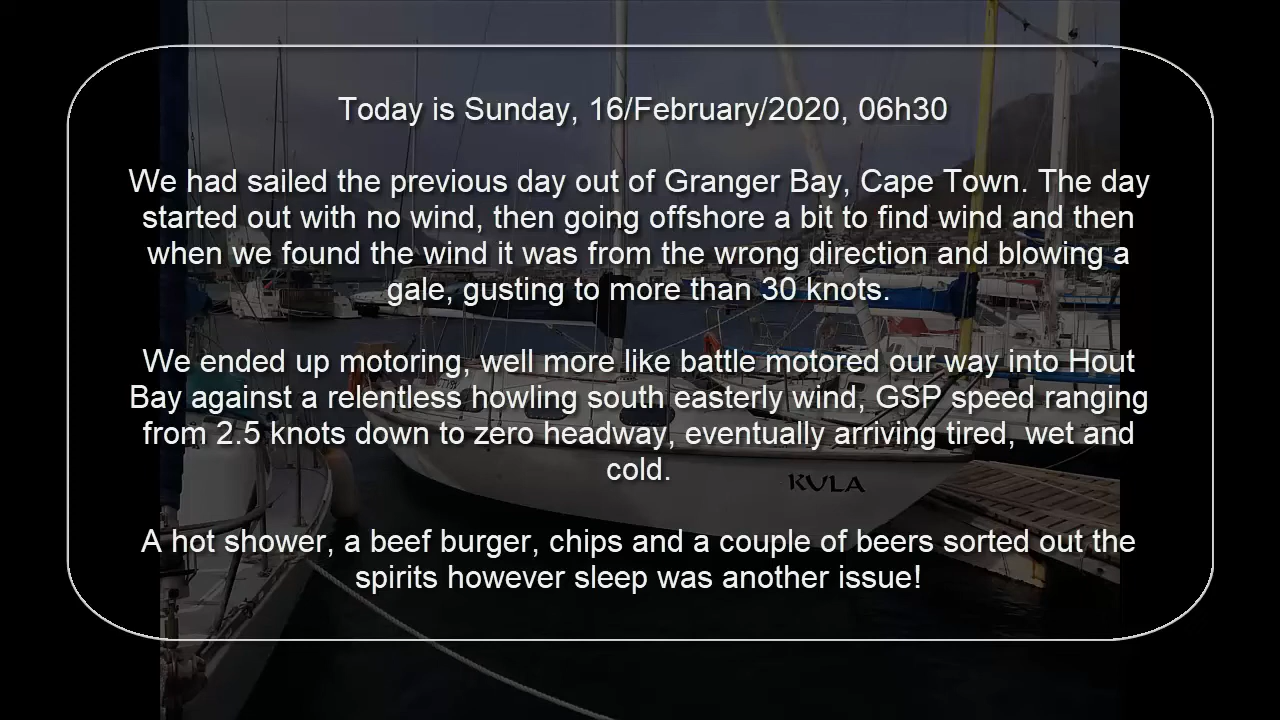 Today is Sunday, 16/February/2020, 06h30
We had sailed the previous day out of Granger Bay, Cape Town. The day
started out with no wind, then going offshore a bit to find wind and then
when we found the wind it was from the wrong direction and blowing a
gale, gusting to more than 30 knots.
We ended up motoring, well more like battle motored our way into Hout
Bay against a relentless howling south easterly wind, GSP speed ranging
from 2.5 knots down to zero headway, eventually arriving tired, wet and
cold.
KULA
A hot shower, a beef burger, chips and a couple of beers sorted out the
spirits however sleep was another issue!